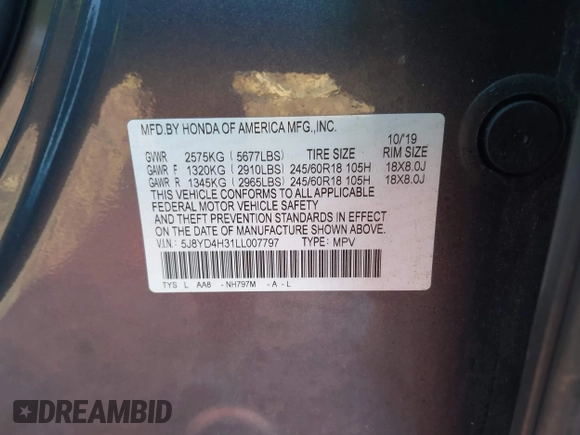 MFD.BY HONDA OF AMERICA MFG.,INC. 10/'19
GVWR 2575KG (5677LBS) TIRE SIZE RIM SIZE
GAWR F 1320KG (2910LBS) 245/60R18 105H 18X8.0J
GAWR R 1345KG (2965LBS) 245/60R18 105H 18X8.0J
THIS VEHICLE CONFORMS TO ALL APPLICABLE
FEDERAL MOTOR VEHICLE SAFETY
AND THEFT PREVENTION STANDARDS IN EFFECT
ON THE DATE OF MANUFACTURE SHOWN ABOVE.
V.I.N: 5J8YD4H31LL007797 TYPE: MPV
TYS L AA8 - NH797M - A - L
DREAMBID